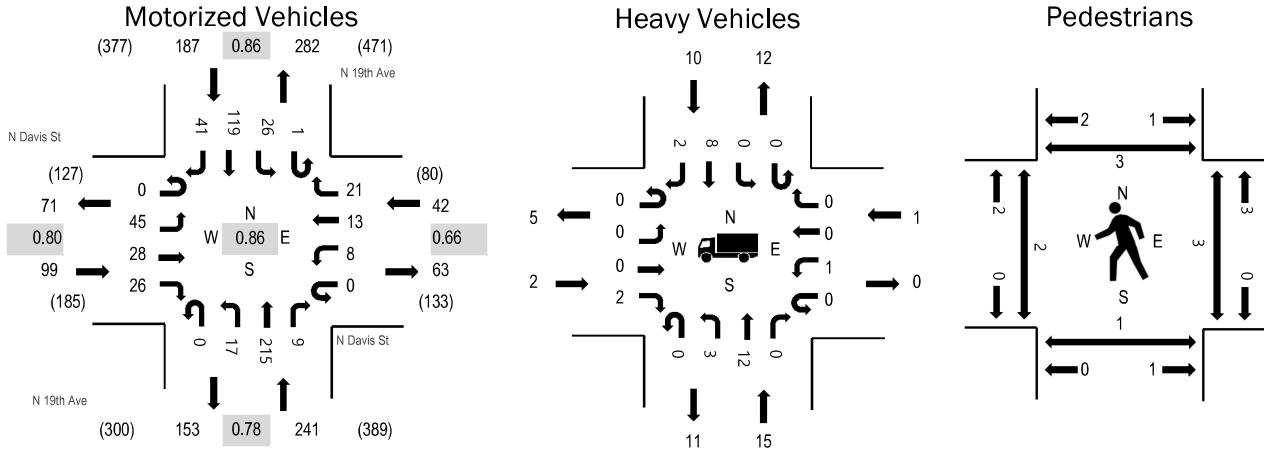 Motorized Vehicles
(377) 187 0.86 282 (471)
N 19th Ave
41 119 26 1
N Davis St
(127) 0 21 (80)
71 45 13 42
N
0.80 W 0.86 E 0.66
28 8
99 S 63
26 0
(185) (133)
0 17 215 9
N Davis St
N 19th Ave
(300) 153 0.78 241 (389)
Heavy Vehicles
10 12
2 8 0 0
0 0
5 0 0 1
N
W E
S
2 0 1 0
2 0
0 3 12 0
11 15
Pedestrians
2 1
3
2 N 3
2 W E 3
0 S 0
1
0 1